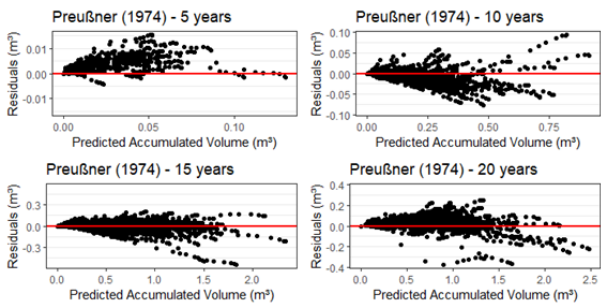 Preußner (1974) - 5 years
Residuals (m³)
0.01
0.00
-0.01
0.00
0.05
0.10
Predicted Accumulated Volume (m³)
Preußner (1974) - 10 years
Residuals (m³)
0.10
0.05
0.00
-0.05
-0.10
0.00
0.25
0.50
0.75
Predicted Accumulated Volume (m³)
Preußner (1974) - 15 years
Residuals (m³)
0.3
0.0
-0.3
0.0
0.5
1.0
1.5
2.0
Predicted Accumulated Volume (m³)
Preußner (1974) - 20 years
Residuals (m³)
0.4
0.2
0.0
-0.2
-0.4
0.0
0.5
1.0
1.5
2.0
2.5
Predicted Accumulated Volume (m³)